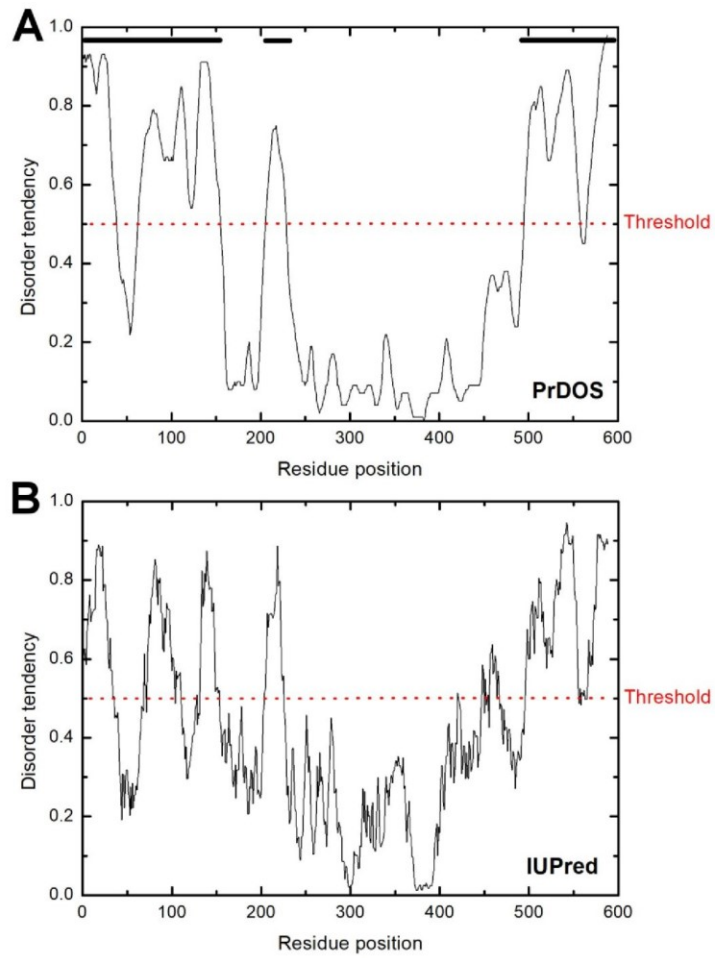 A
1.0
0.8
0.6
0.4
0.2
0.0
Disorder tendency
Threshold
PrDOS
0 100 200 300 400 500 600
Residue position
B
1.0
0.8
0.6
0.4
0.2
0.0
Disorder tendency
Threshold
IUPred
0 100 200 300 400 500 600
Residue position